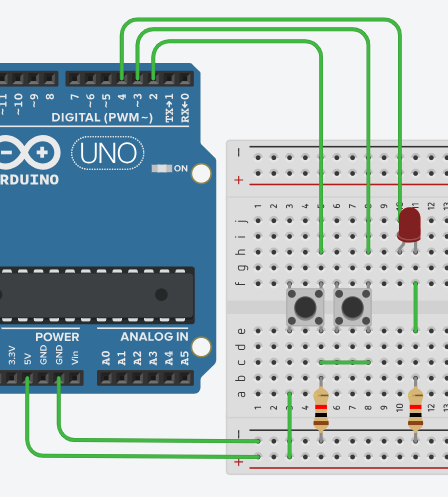 ~11
~10
~9
8
7
~6
~5
4
~3
2
TX→1
RX←0
DIGITAL (PWM~)
UNO
ON
RDUINO
POWER
ANALOG IN
3.3V
5V
GND
GND
Vin
A0
A1
A2
A3
A4
A5
1 2 3 4 5 6 7 8 9 10 11 12 13
j
i
h
g
f
e
d
c
b
a
1 2 3 4 5 6 7 8 9 10 11 12 13